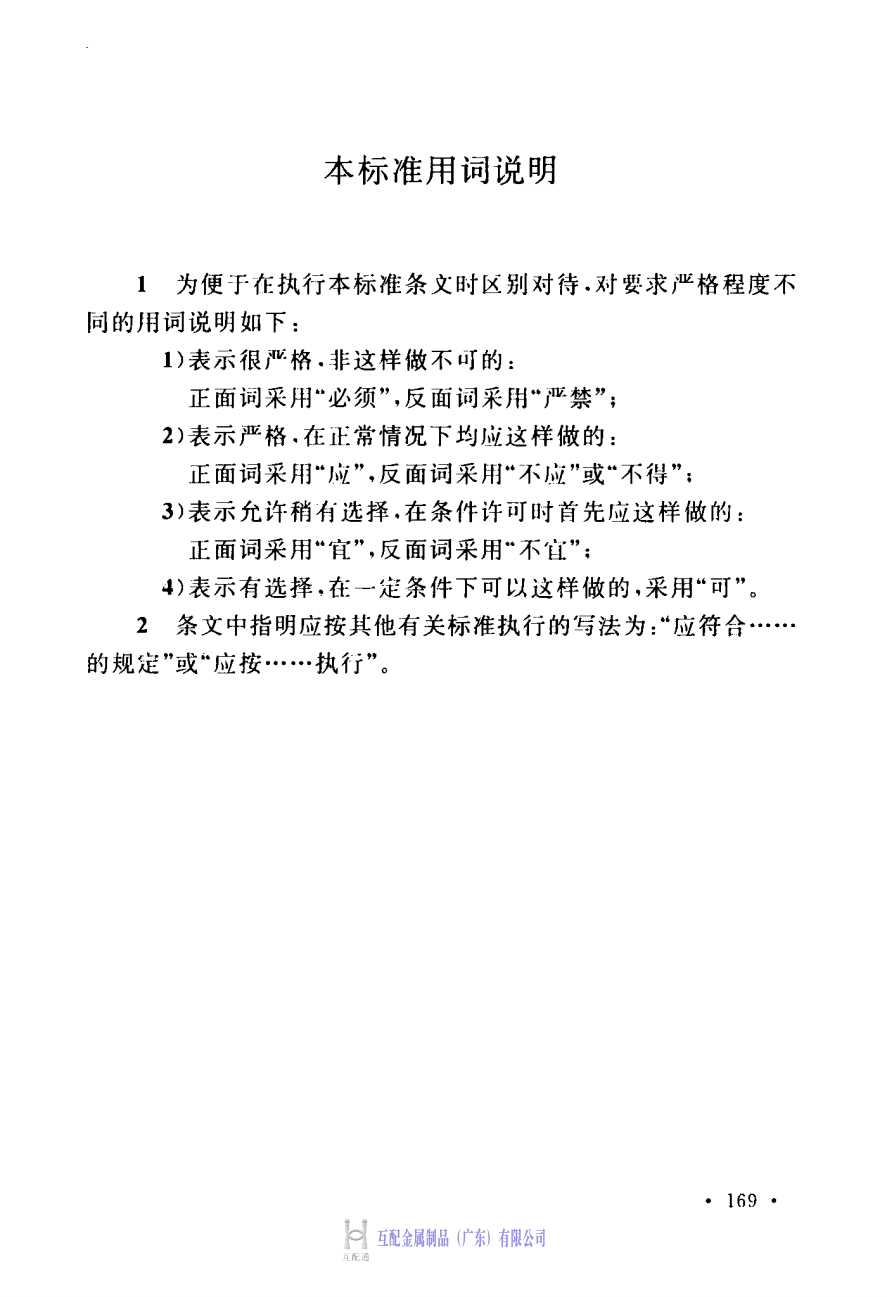 本标准用词说明
1 为便于在执行本标准条文时区别对待,对要求严格程度不
同的用词说明如下:
1)表示很严格,非这样做不可的:
正面词采用“必须”,反面词采用“严禁”;
2)表示严格,在正常情况下均应这样做的:
正面词采用“应”,反面词采用“不应”或“不得”;
3)表示允许稍有选择,在条件许可时首先应这样做的:
正面词采用“宜”,反面词采用“不宜”;
4)表示有选择,在一定条件下可以这样做的,采用“可”。
2 条文中指明应按其他有关标准执行的写法为:“应符合……
的规定”或“应按……执行”。
• 169 •
互配金属制品（广东）有限公司
互配通